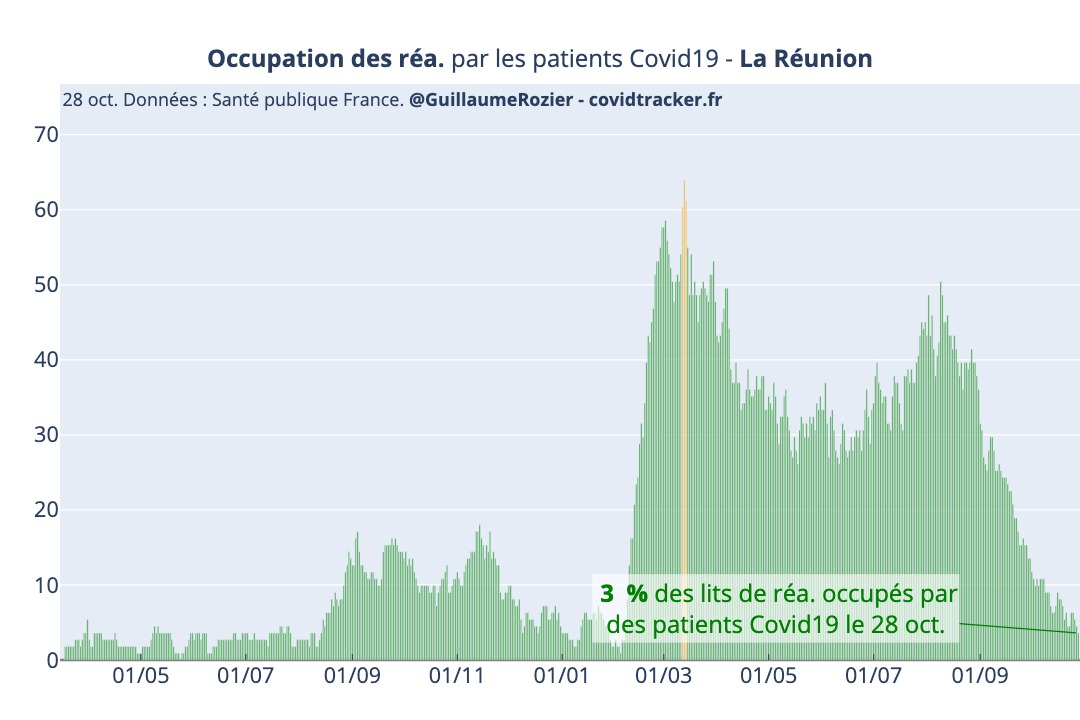 Occupation des réa. par les patients Covid19 - La Réunion
28 oct. Données : Santé publique France. @GuillaumeRozier - covidtracker.fr
70
60
50
40
30
20
10
0
3 % des lits de réa. occupés par
des patients Covid19 le 28 oct.
01/05 01/07 01/09 01/11 01/01 01/03 01/05 01/07 01/09